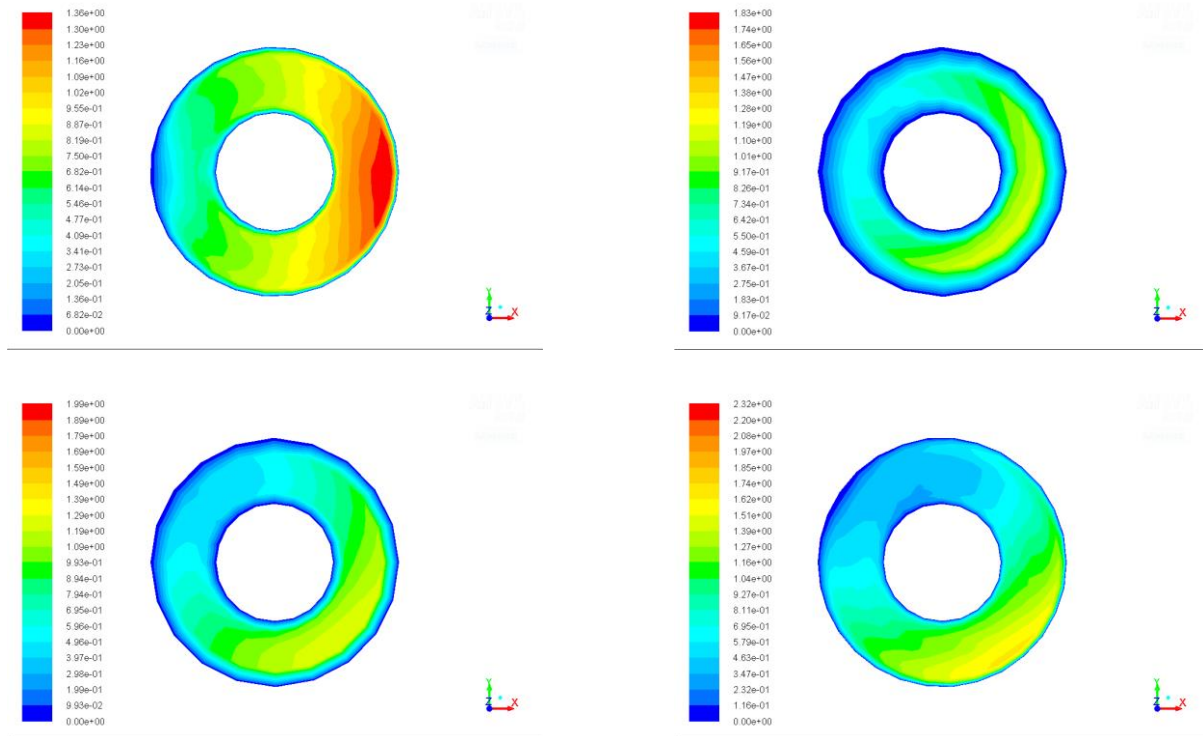 1.36e+00
1.30e+00
1.23e+00
1.16e+00
1.09e+00
1.02e+00
9.55e-01
8.87e-01
8.19e-01
7.50e-01
6.82e-01
6.14e-01
5.46e-01
4.77e-01
4.09e-01
3.41e-01
2.73e-01
2.05e-01
1.36e-01
6.82e-02
0.00e+00
Y
Z X
1.83e+00
1.74e+00
1.65e+00
1.56e+00
1.47e+00
1.38e+00
1.28e+00
1.19e+00
1.10e+00
1.01e+00
9.17e-01
8.26e-01
7.34e-01
6.42e-01
5.50e-01
4.59e-01
3.67e-01
2.75e-01
1.83e-01
9.17e-02
0.00e+00
Y
Z X
1.99e+00
1.89e+00
1.79e+00
1.69e+00
1.59e+00
1.49e+00
1.39e+00
1.29e+00
1.19e+00
1.09e+00
9.93e-01
8.94e-01
7.94e-01
6.95e-01
5.96e-01
4.96e-01
3.97e-01
2.98e-01
1.99e-01
9.93e-02
0.00e+00
Y
Z X
2.32e+00
2.20e+00
2.08e+00
1.97e+00
1.85e+00
1.74e+00
1.62e+00
1.51e+00
1.39e+00
1.27e+00
1.16e+00
1.04e+00
9.27e-01
8.11e-01
6.95e-01
5.79e-01
4.63e-01
3.47e-01
2.32e-01
1.16e-01
0.00e+00
Y
Z X